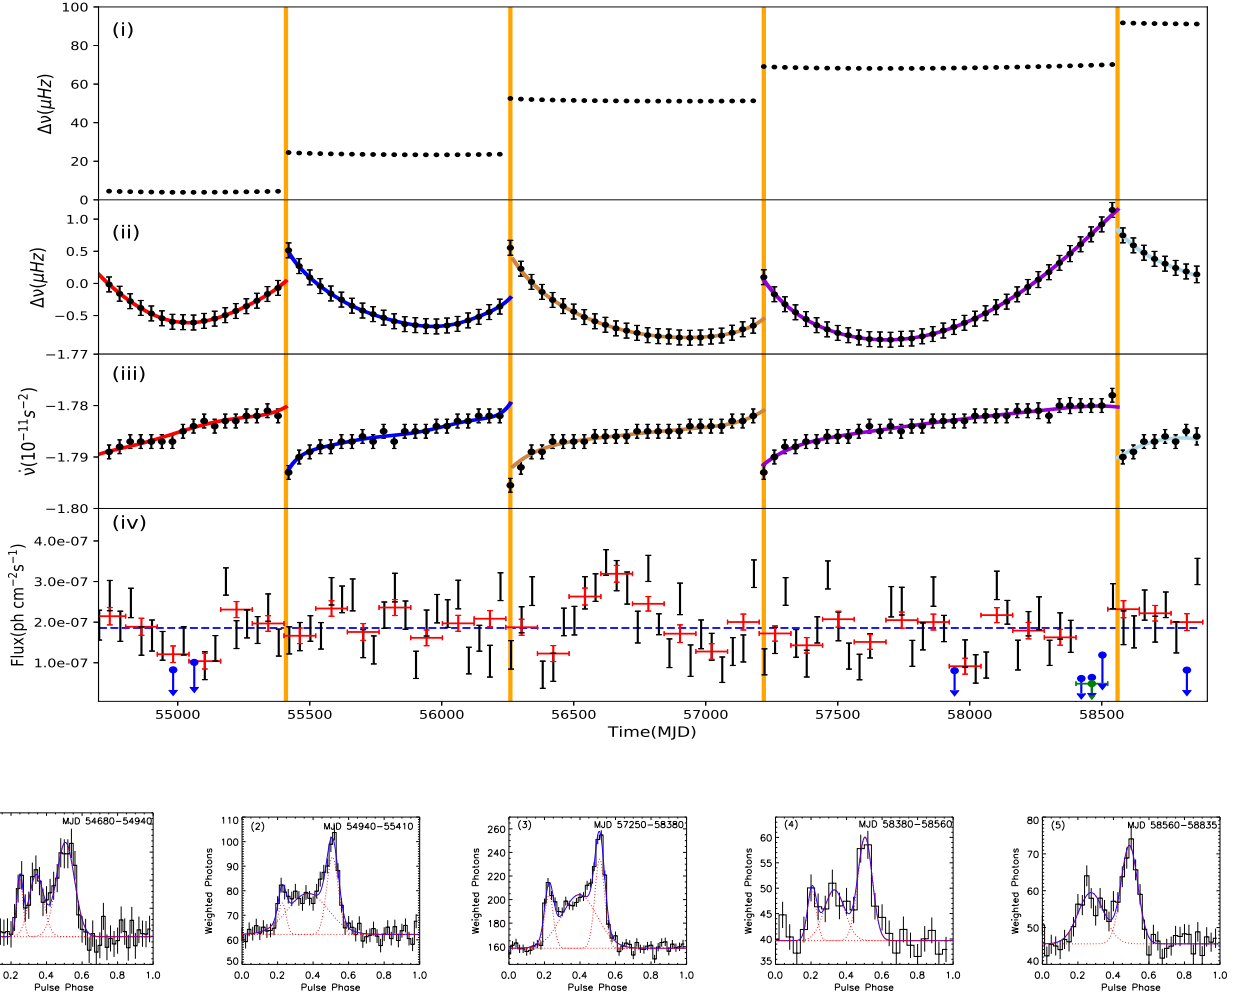 100
(i)
80
60
40
20
0
Δν(μHz)
(ii)
1.0
0.5
0.0
−0.5
−1.77
Δν(μHz)
(iii)
−1.78
−1.79
−1.80
ν̇(10⁻¹¹s⁻²)
(iv)
4.0e-07
3.0e-07
2.0e-07
1.0e-07
Flux(ph cm⁻²s⁻¹)
55000 55500 56000 56500 57000 57500 58000 58500
Time(MJD)
MJD 54680−54940
0.2 0.4 0.6 0.8 1.0
Pulse Phase
(2) MJD 54940−55410
110
100
90
80
70
60
50
Weighted Photons
0.0 0.2 0.4 0.6 0.8 1.0
Pulse Phase
(3) MJD 57250−58380
260
240
220
200
180
160
Weighted Photons
0.0 0.2 0.4 0.6 0.8 1.0
Pulse Phase
(4) MJD 58380−58560
60
55
50
45
40
35
Weighted Photons
0.0 0.2 0.4 0.6 0.8 1.0
Pulse Phase
(5) MJD 58560−58835
80
70
60
50
40
Weighted Photons
0.0 0.2 0.4 0.6 0.8 1.0
Pulse Phase